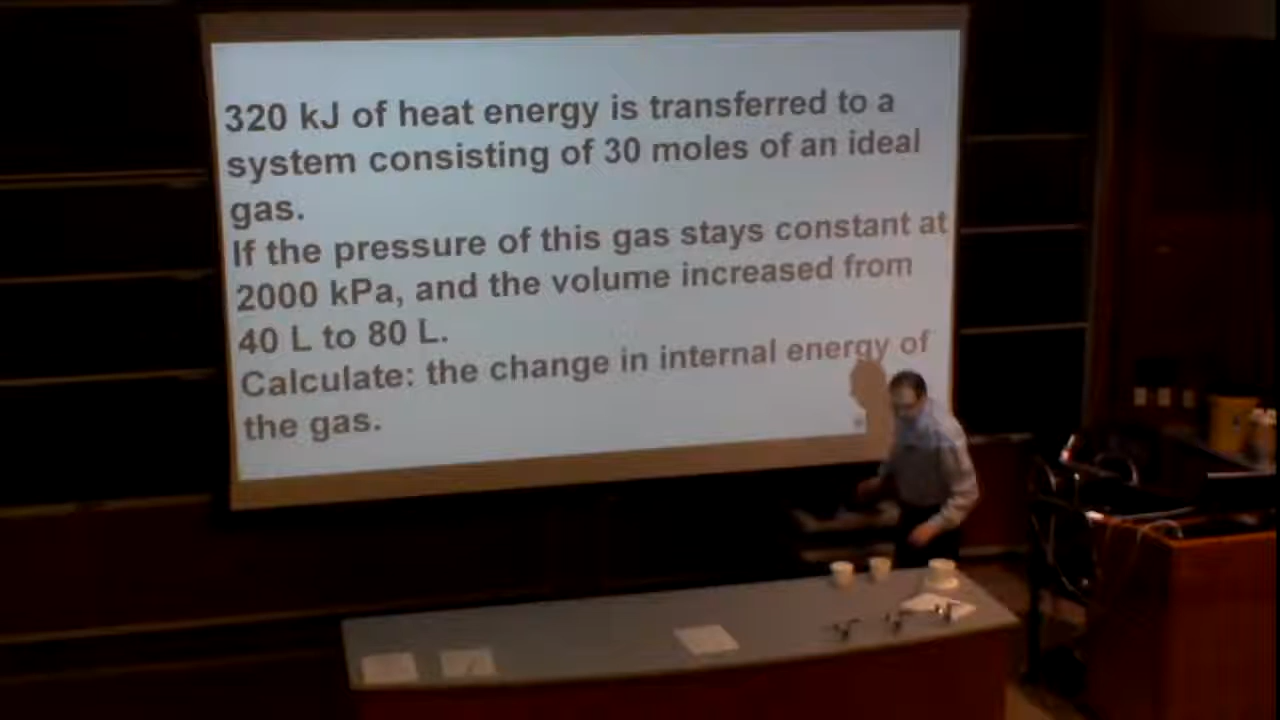 320 kJ of heat energy is transferred to a
system consisting of 30 moles of an ideal
gas.
If the pressure of this gas stays constant at
2000 kPa, and the volume increased from
40 L to 80 L.
Calculate: the change in internal energy of
the gas.